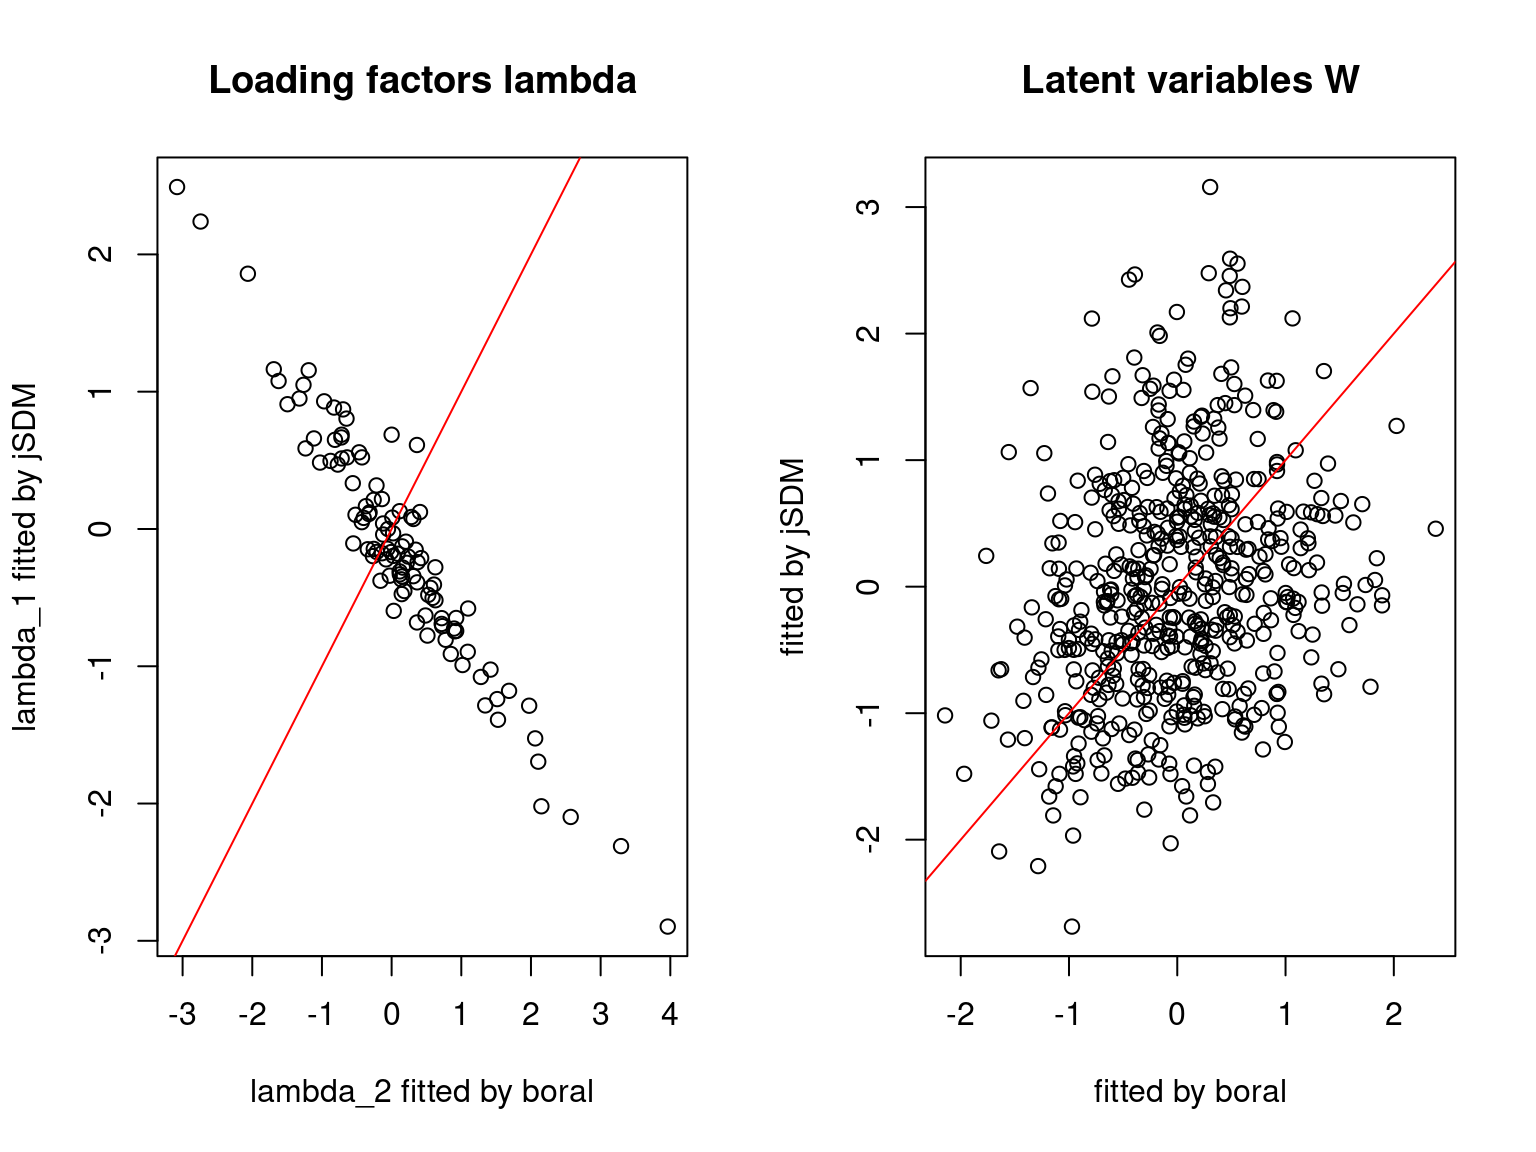 Loading factors lambda
lambda_1 fitted by jSDM
2
1
0
-1
-2
-3
-3 -2 -1 0 1 2 3 4
lambda_2 fitted by boral
Latent variables W
fitted by jSDM
3
2
1
0
-1
-2
-2 -1 0 1 2
fitted by boral